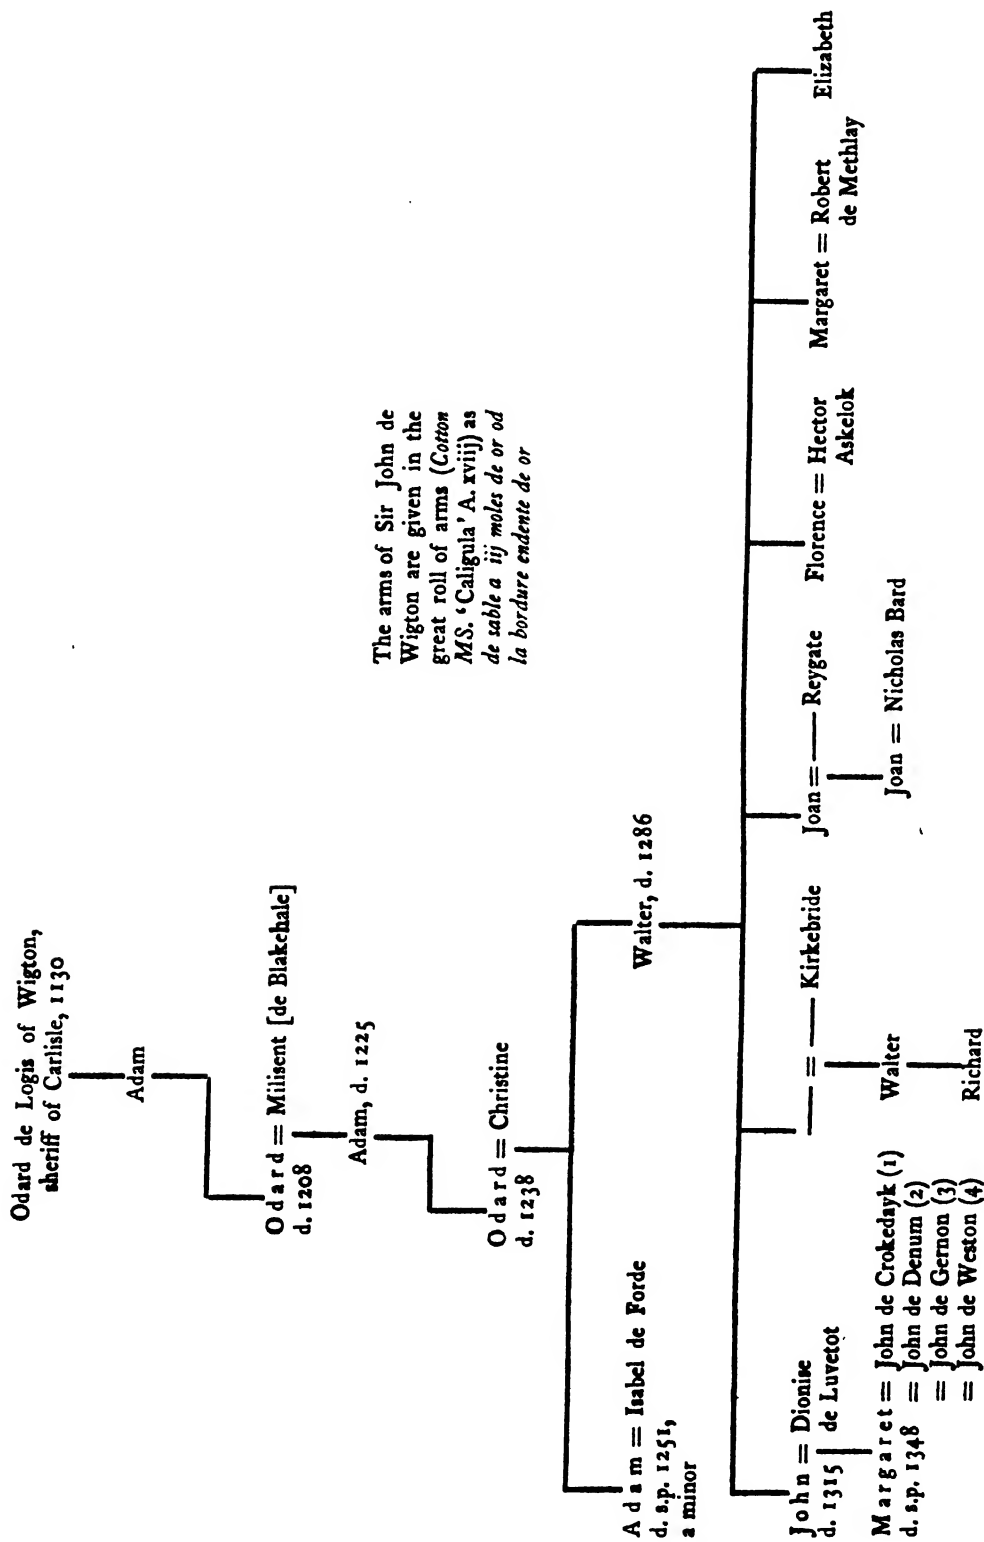 Odard de Logis of Wigton,
sheriff of Carlisle, 1130
Adam
Odard = Milisent [de Blakehale]
d. 1208
Adam, d. 1225
Odard = Christine
d. 1238
The arms of Sir John de
Wigton are given in the
great roll of arms (Cotton
MS. ‘Caligula’ A. xviij) as
de sable a iij moles de or od
la bordure endente de or
Adam = Isabel de Forde
d. s.p. 1251,
a minor
Walter, d. 1286
John = Dionise
d. 1315 de Luvetot
—— = —— Kirkebride
Joan = —— Reygate
Florence = Hector
Askelok
Margaret = Robert
de Methlay
Elizabeth
Margaret = John de Crokedayk (1)
d. s.p. 1348 = John de Denum (2)
= John de Gernon (3)
= John de Weston (4)
Walter
Richard
Joan = Nicholas Bard